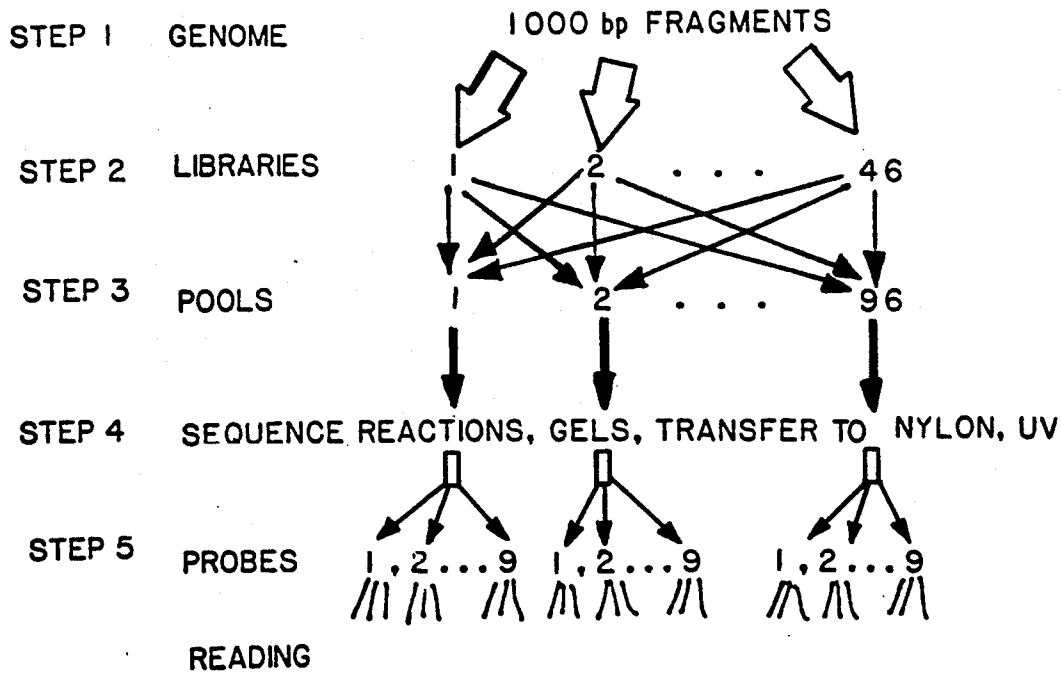 STEP 1 GENOME 1000 bp FRAGMENTS
STEP 2 LIBRARIES 1 2 . . . 46
STEP 3 POOLS 1 2 . . . 96
STEP 4 SEQUENCE REACTIONS, GELS, TRANSFER TO NYLON, UV
STEP 5 PROBES 1,2...9 1,2...9 1,2...9
READING